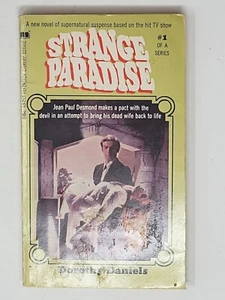 A new novel of supernatural suspense based on the hit TV show
STRANGE
PARADISE
#1
OF A
SERIES
Jean Paul Desmond makes a pact with the
devil in an attempt to bring his dead wife back to life
Dorothy Daniels